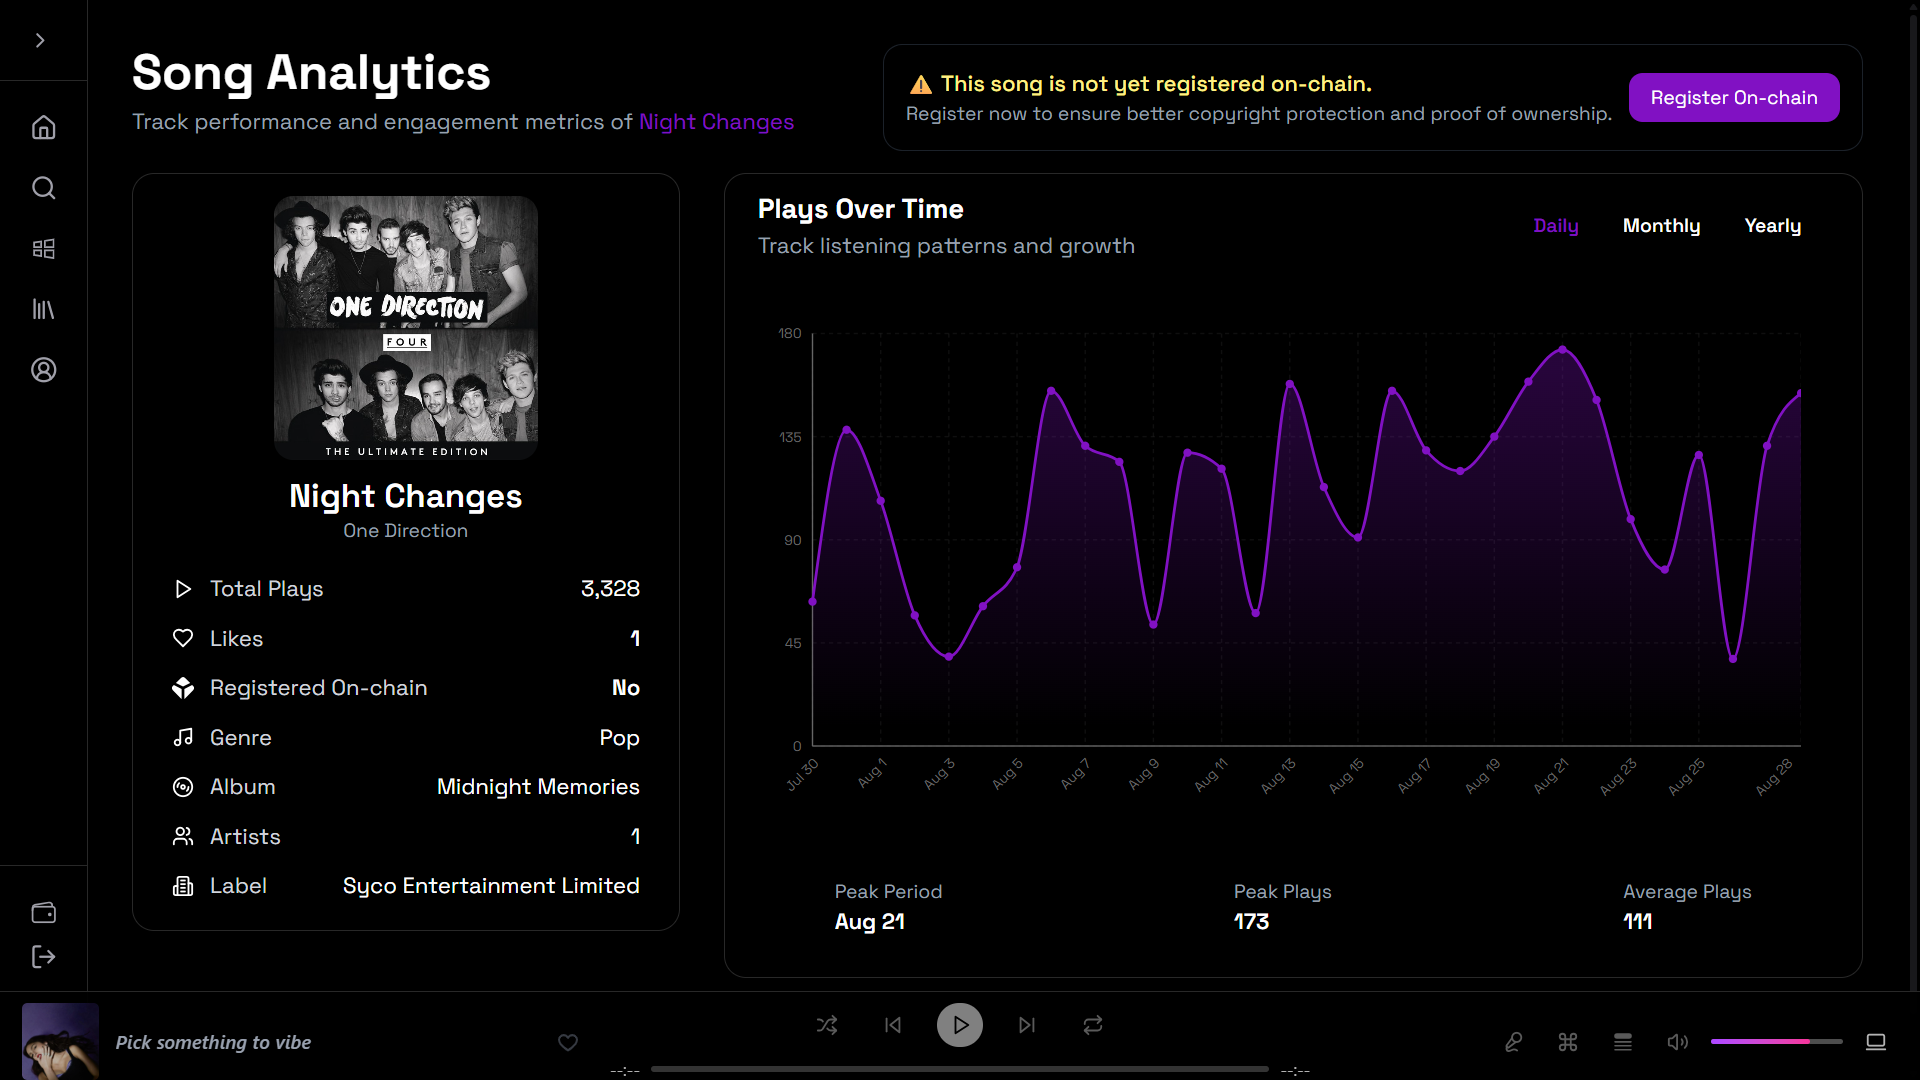 Song Analytics
Track performance and engagement metrics of Night Changes
⚠️ This song is not yet registered on-chain.
Register now to ensure better copyright protection and proof of ownership.
Register On-chain
ONE DIRECTION
FOUR
THE ULTIMATE EDITION
Night Changes
One Direction
Total Plays 3,328
Likes 1
Registered On-chain No
Genre Pop
Album Midnight Memories
Artists 1
Label Syco Entertainment Limited
Plays Over Time
Track listening patterns and growth
Daily Monthly Yearly
180
135
90
45
0
Jul 30 Aug 1 Aug 3 Aug 5 Aug 7 Aug 9 Aug 11 Aug 13 Aug 15 Aug 17 Aug 19 Aug 21 Aug 23 Aug 25 Aug 28
Peak Period Peak Plays Average Plays
Aug 21 173 111
Pick something to vibe
--:-- --:--